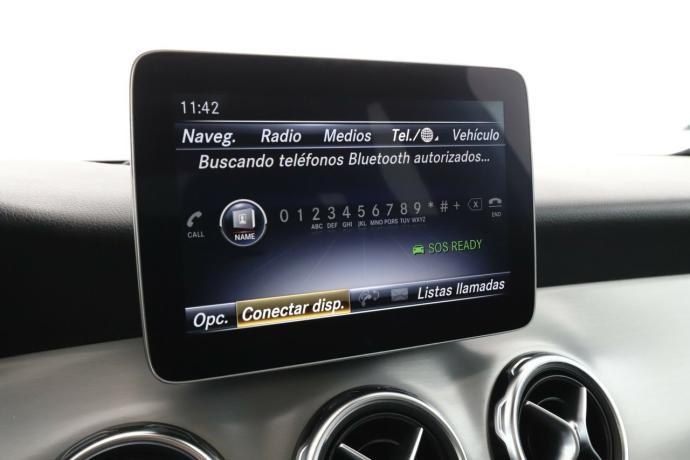 11:42
Naveg. Radio Medios Tel./ Vehículo
Buscando teléfonos Bluetooth autorizados...
0 1 2 3 4 5 6 7 8 9 * # + X
ABC DEF GHI JKL MNO PQRS TUV WXYZ
CALL NAME END
SOS READY
Opc. Conectar disp. Listas llamadas